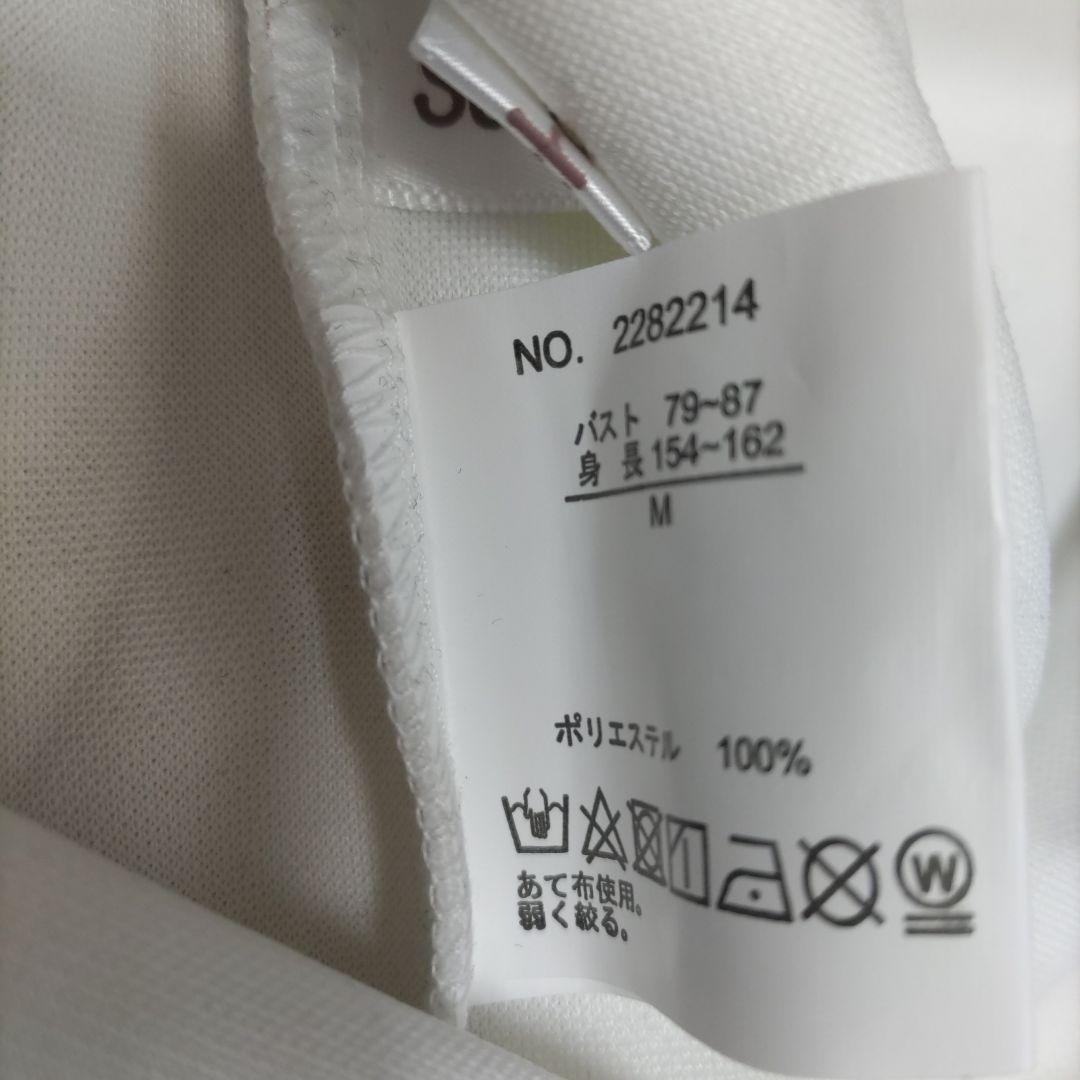 NO. 2282214
バスト 79~87
身長 154~162
M
ポリエステル 100%
W
あて布使用。
弱く絞る。